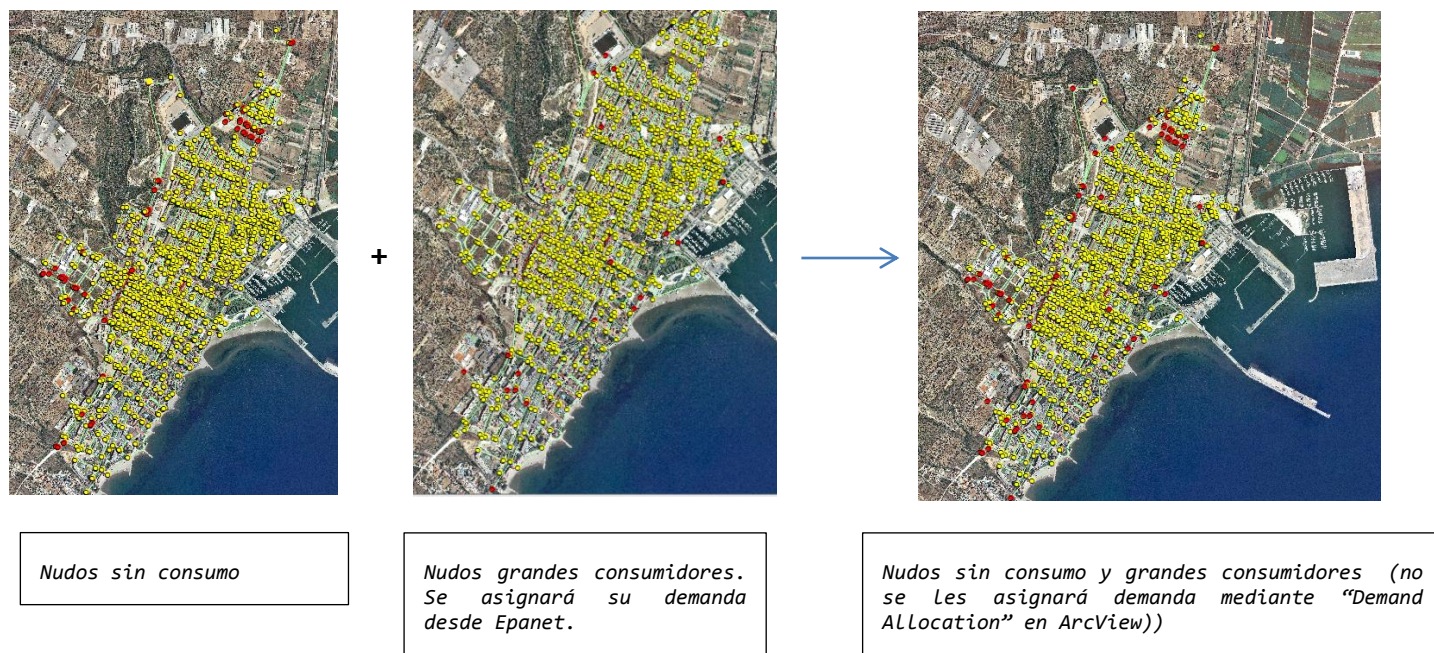 +
Nudos sin consumo
Nudos grandes consumidores.
Se asignará su demanda
desde Epanet.
Nudos sin consumo y grandes consumidores (no
se les asignará demanda mediante “Demand
Allocation” en ArcView))